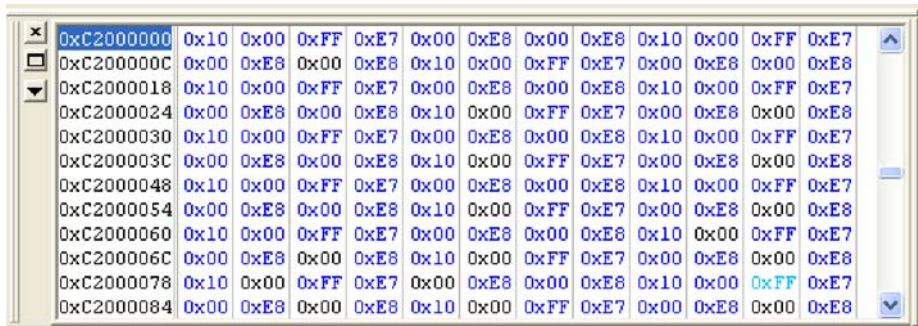 0xC2000000 0x10 0x00 0xFF 0xE7 0x00 0xE8 0x00 0xE8 0x10 0x00 0xFF 0xE7
0xC200000C 0x00 0xE8 0x00 0xE8 0x10 0x00 0xFF 0xE7 0x00 0xE8 0x00 0xE8
0xC2000018 0x10 0x00 0xFF 0xE7 0x00 0xE8 0x00 0xE8 0x10 0x00 0xFF 0xE7
0xC2000024 0x00 0xE8 0x00 0xE8 0x10 0x00 0xFF 0xE7 0x00 0xE8 0x00 0xE8
0xC2000030 0x10 0x00 0xFF 0xE7 0x00 0xE8 0x00 0xE8 0x10 0x00 0xFF 0xE7
0xC200003C 0x00 0xE8 0x00 0xE8 0x10 0x00 0xFF 0xE7 0x00 0xE8 0x00 0xE8
0xC2000048 0x10 0x00 0xFF 0xE7 0x00 0xE8 0x00 0xE8 0x10 0x00 0xFF 0xE7
0xC2000054 0x00 0xE8 0x00 0xE8 0x10 0x00 0xFF 0xE7 0x00 0xE8 0x00 0xE8
0xC2000060 0x10 0x00 0xFF 0xE7 0x00 0xE8 0x00 0xE8 0x10 0x00 0xFF 0xE7
0xC200006C 0x00 0xE8 0x00 0xE8 0x10 0x00 0xFF 0xE7 0x00 0xE8 0x00 0xE8
0xC2000078 0x10 0x00 0xFF 0xE7 0x00 0xE8 0x00 0xE8 0x10 0x00 0xFF 0xE7
0xC2000084 0x00 0xE8 0x00 0xE8 0x10 0x00 0xFF 0xE7 0x00 0xE8 0x00 0xE8